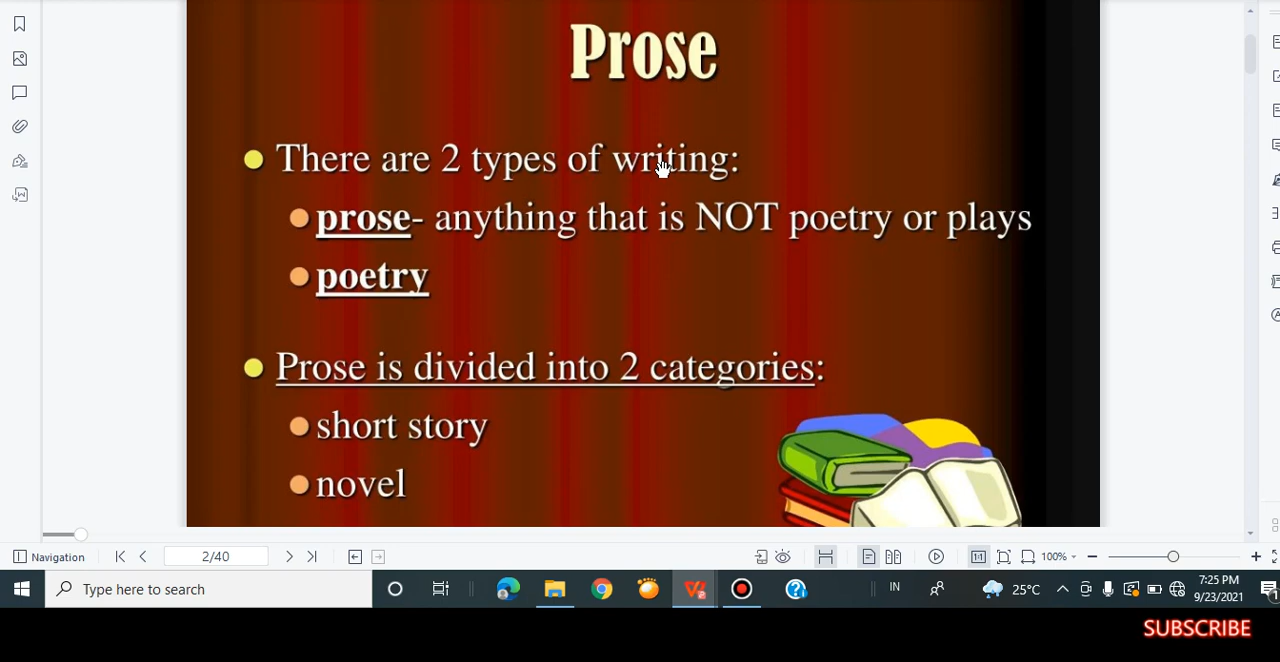 Prose
There are 2 types of writing:
prose- anything that is NOT poetry or plays
poetry
Prose is divided into 2 categories:
short story
novel
Navigation
2/40
100%
Type here to search
IN
25°C
7:25 PM
9/23/2021
SUBSCRIBE